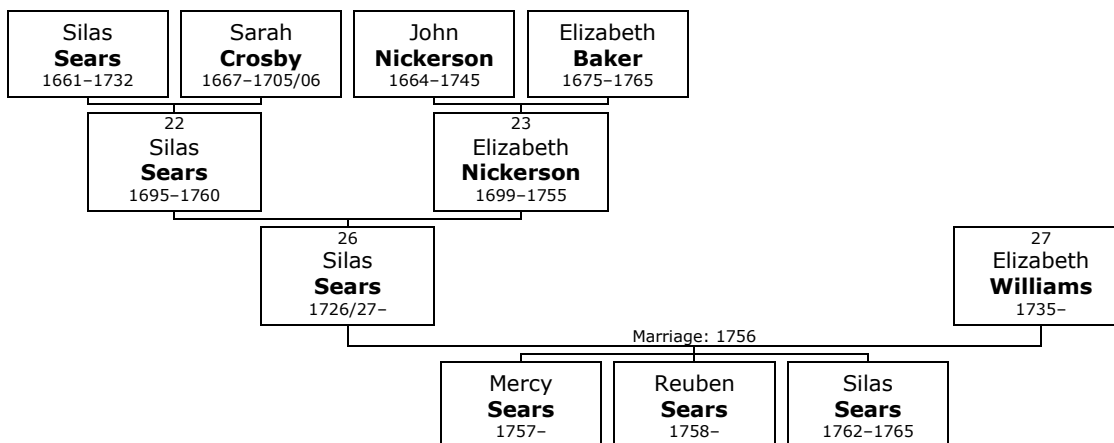 Silas
Sears
1661–1732
Sarah
Crosby
1667–1705/06
John
Nickerson
1664–1745
Elizabeth
Baker
1675–1765
22
Silas
Sears
1695–1760
23
Elizabeth
Nickerson
1699–1755
26
Silas
Sears
1726/27–
27
Elizabeth
Williams
1735–
Marriage: 1756
Mercy
Sears
1757–
Reuben
Sears
1758–
Silas
Sears
1762–1765